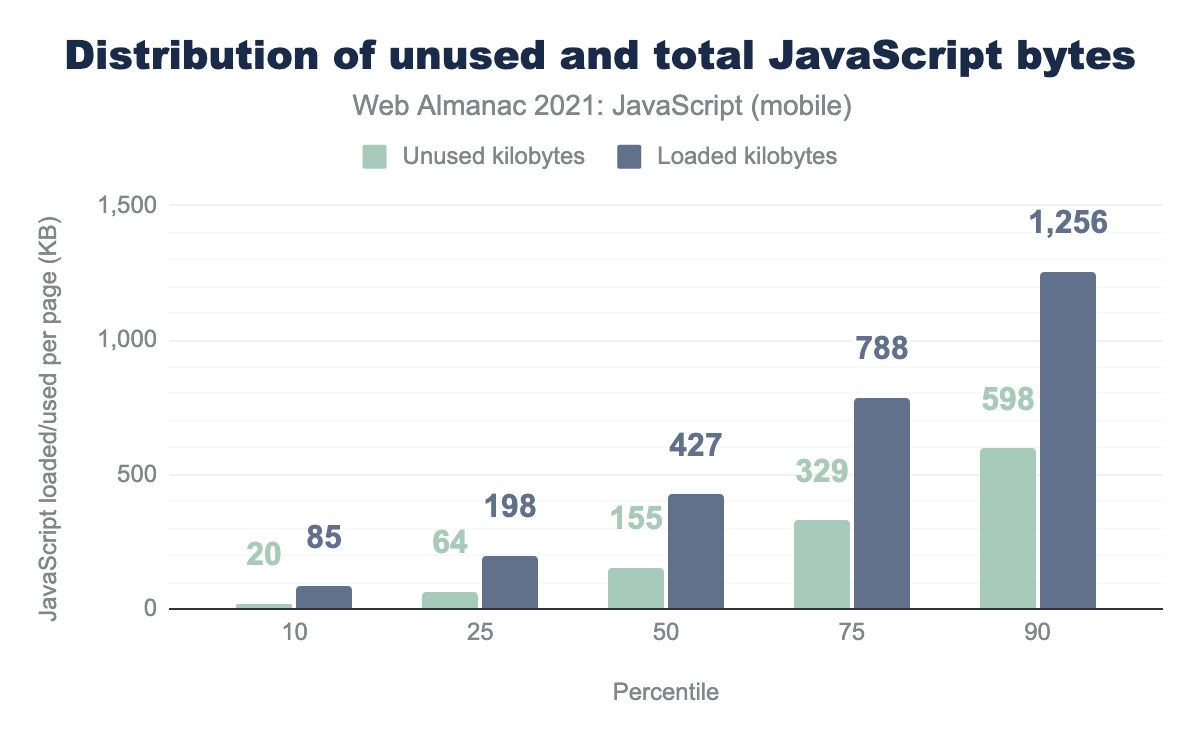 Distribution of unused and total JavaScript bytes
Web Almanac 2021: JavaScript (mobile)
Unused kilobytes Loaded kilobytes
JavaScript loaded/used per page (KB)
1,500
1,000
500
0
20 85
64 198
155 427
329 788
598 1,256
10 25 50 75 90
Percentile